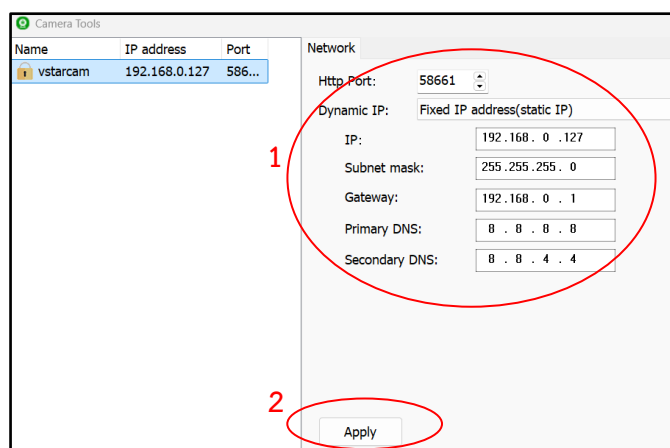 Camera Tools
Name IP address Port
vstarcam 192.168.0.127 586...
Network
Http Port: 58661
Dynamic IP: Fixed IP address(static IP)
1
IP: 192.168. 0 .127
Subnet mask: 255.255.255. 0
Gateway: 192.168. 0 . 1
Primary DNS: 8 . 8 . 8 . 8
Secondary DNS: 8 . 8 . 4 . 4
2
Apply